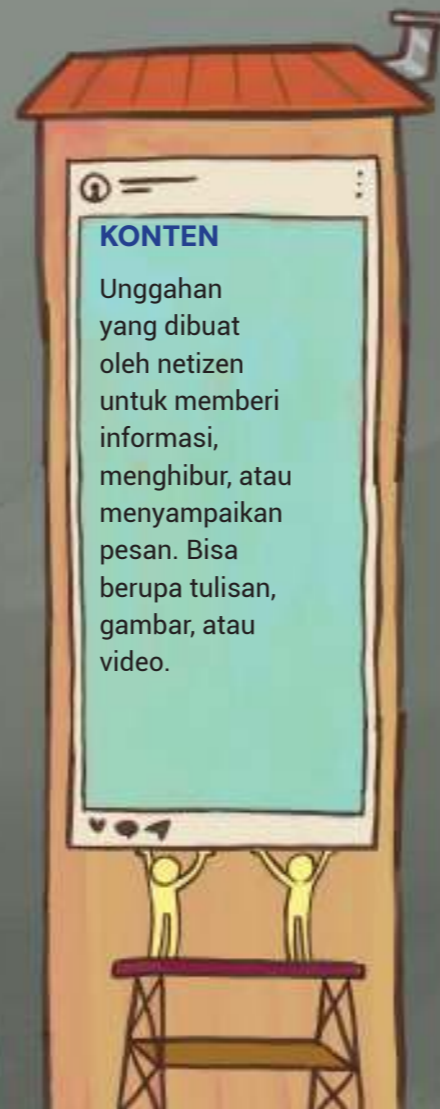 KONTEN
Unggahan
yang dibuat
oleh netizen
untuk memberi
informasi,
menghibur, atau
menyampaikan
pesan. Bisa
berupa tulisan,
gambar, atau
video.